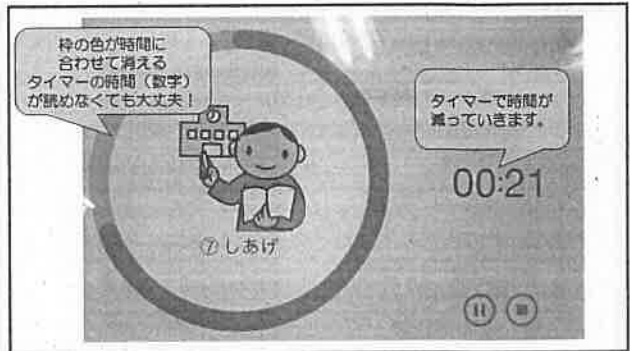 枠の色が時間に
合わせて消える
タイマーの時間（数字）
が読めなくても大丈夫！
タイマーで時間が
減っていきます。
00:21
⑦しあげ